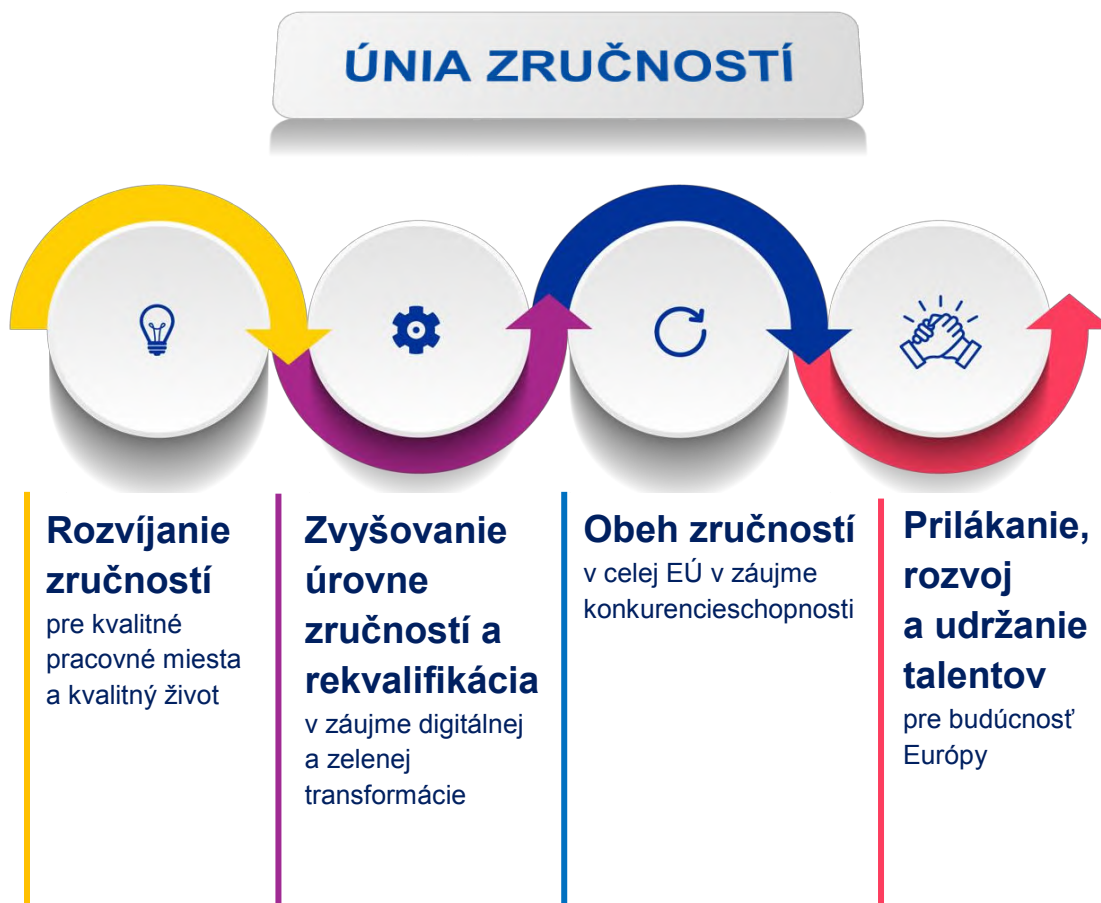 ÚNIA ZRUČNOSTÍ
Rozvíjanie
zručností
pre kvalitné
pracovné miesta
a kvalitný život
Zvyšovanie
úrovne
zručností a
rekvalifikácia
v záujme digitálnej
a zelenej
transformácie
Obeh zručností
v celej EÚ v záujme
konkurencieschopnosti
Prilákanie,
rozvoj
a udržanie
talentov
pre budúcnosť
Európy